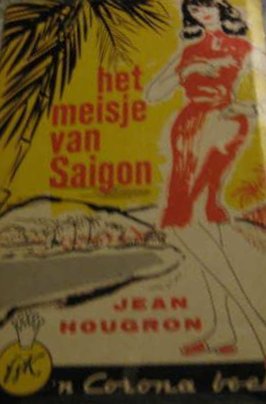 het
meisje
van
Saigon
JEAN
HOUGRON
'n Corona boek